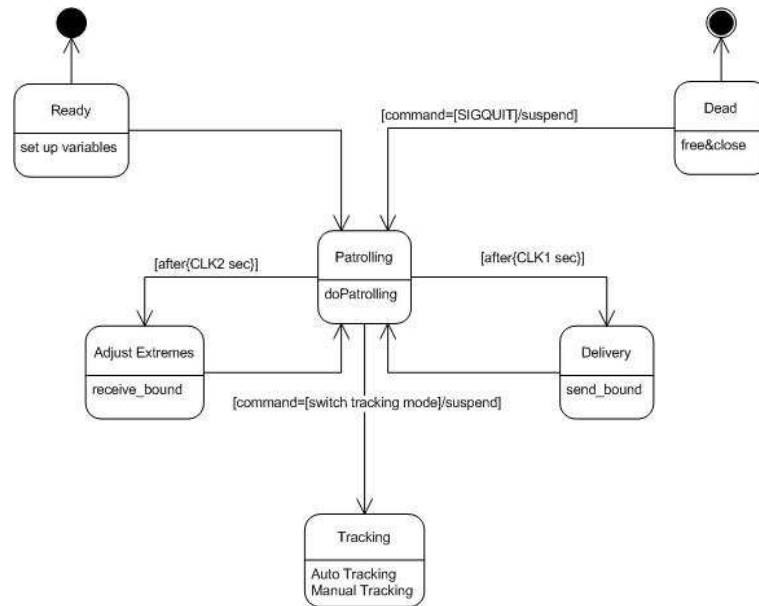 Ready
set up variables
[command=[SIGQUIT]/suspend]
Dead
free&close
Patrolling
doPatrolling
[after{CLK2 sec}]
[after{CLK1 sec}]
Adjust Extremes
receive_bound
Delivery
send_bound
[command=[switch tracking mode]/suspend]
Tracking
Auto Tracking
Manual Tracking